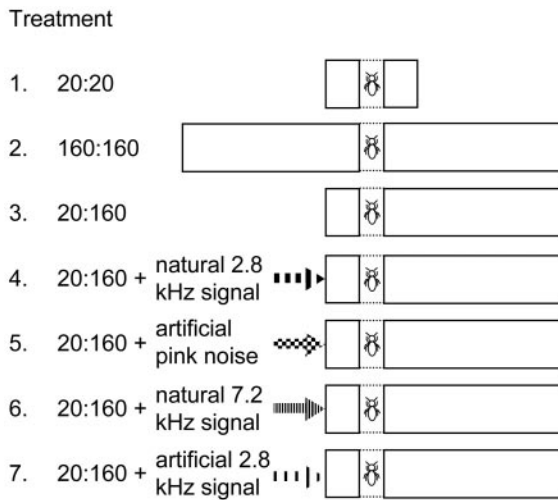 Treatment
1. 20:20
2. 160:160
3. 20:160
4. 20:160 + natural 2.8
kHz signal
5. 20:160 + artificial
pink noise
6. 20:160 + natural 7.2
kHz signal
7. 20:160 + artificial 2.8
kHz signal